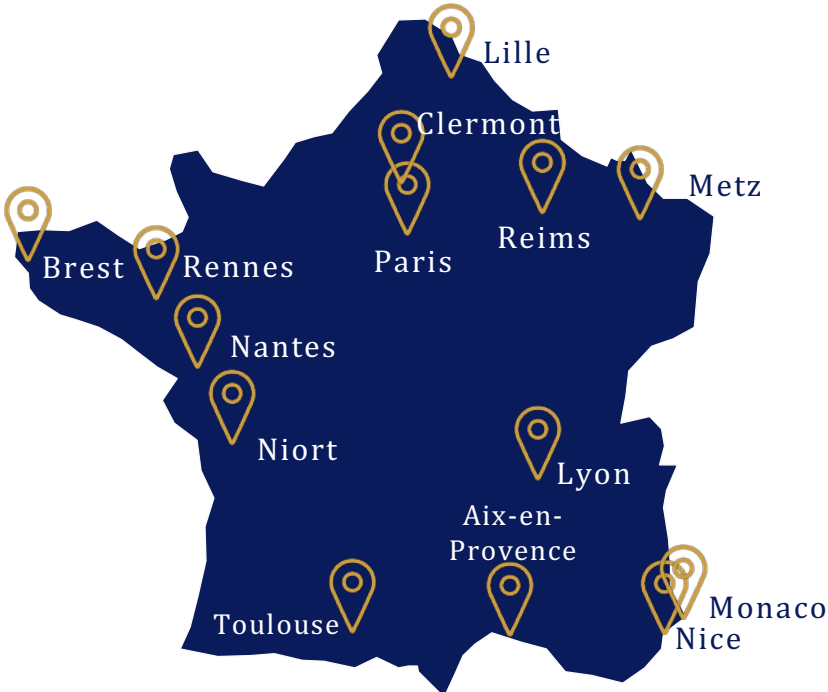 Lille
Clermont
Metz
Reims
Paris
Brest
Rennes
Nantes
Niort
Lyon
Aix-en-
Provence
Monaco
Toulouse
Nice